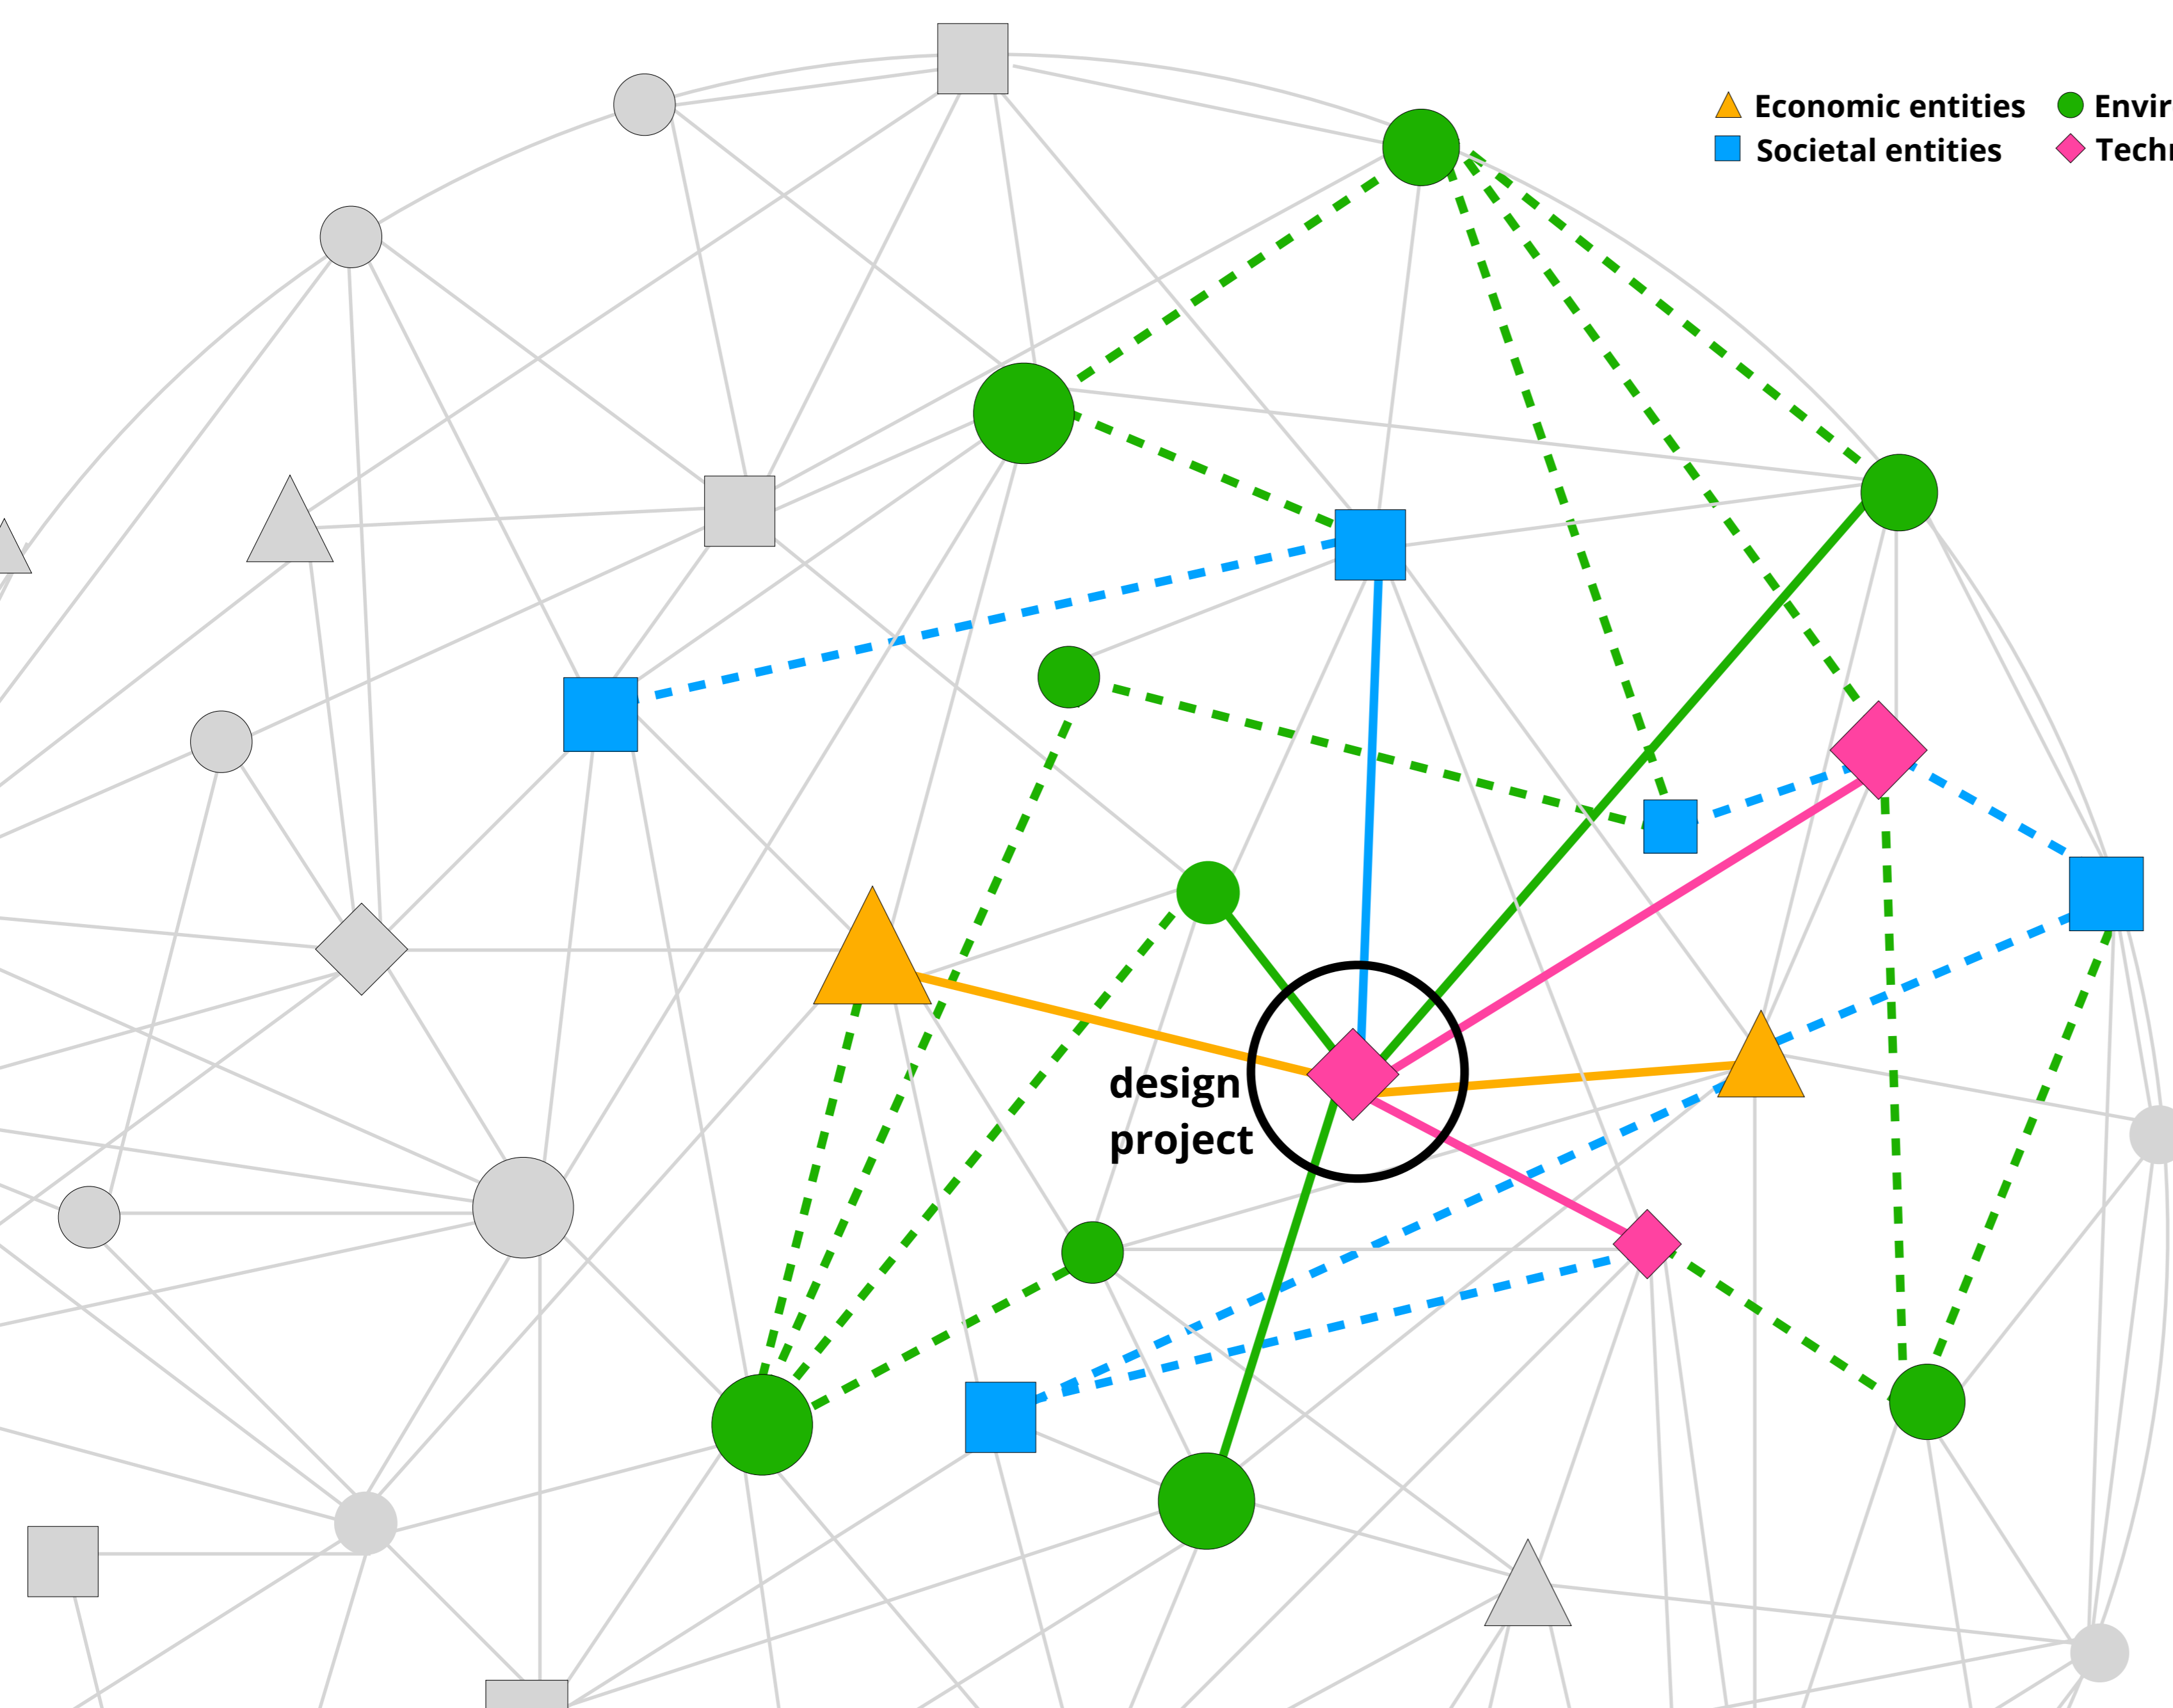 Economic entities
Envir
Societal entities
Techn
design
project